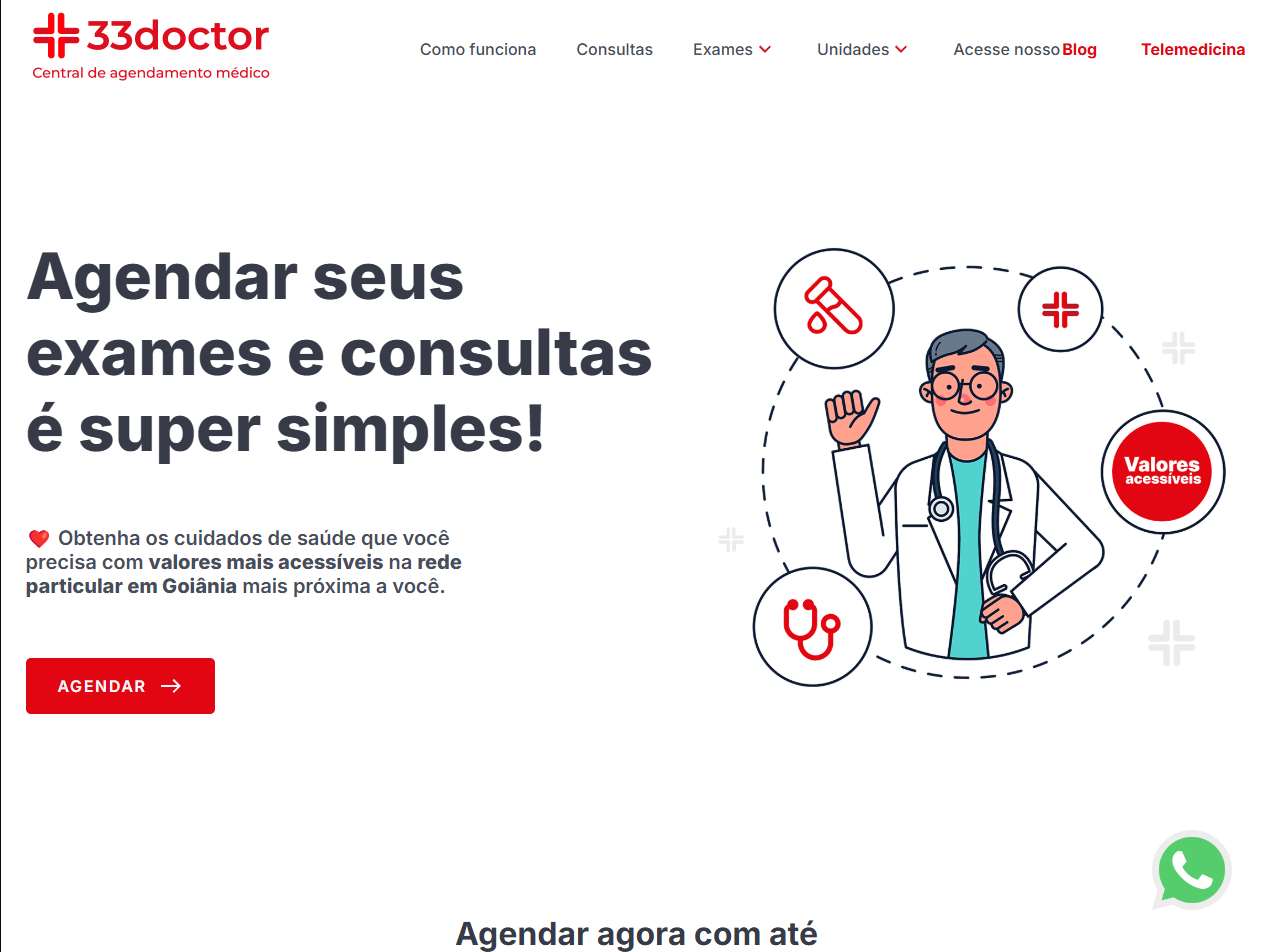 33doctor
Central de agendamento médico
Como funciona
Consultas
Exames
Unidades
Acesse nosso Blog
Telemedicina
Agendar seus
exames e consultas
é super simples!
Valores
acessíveis
Obtenha os cuidados de saúde que você
precisa com valores mais acessíveis na rede
particular em Goiânia mais próxima a você.
AGENDAR
Agendar agora com até